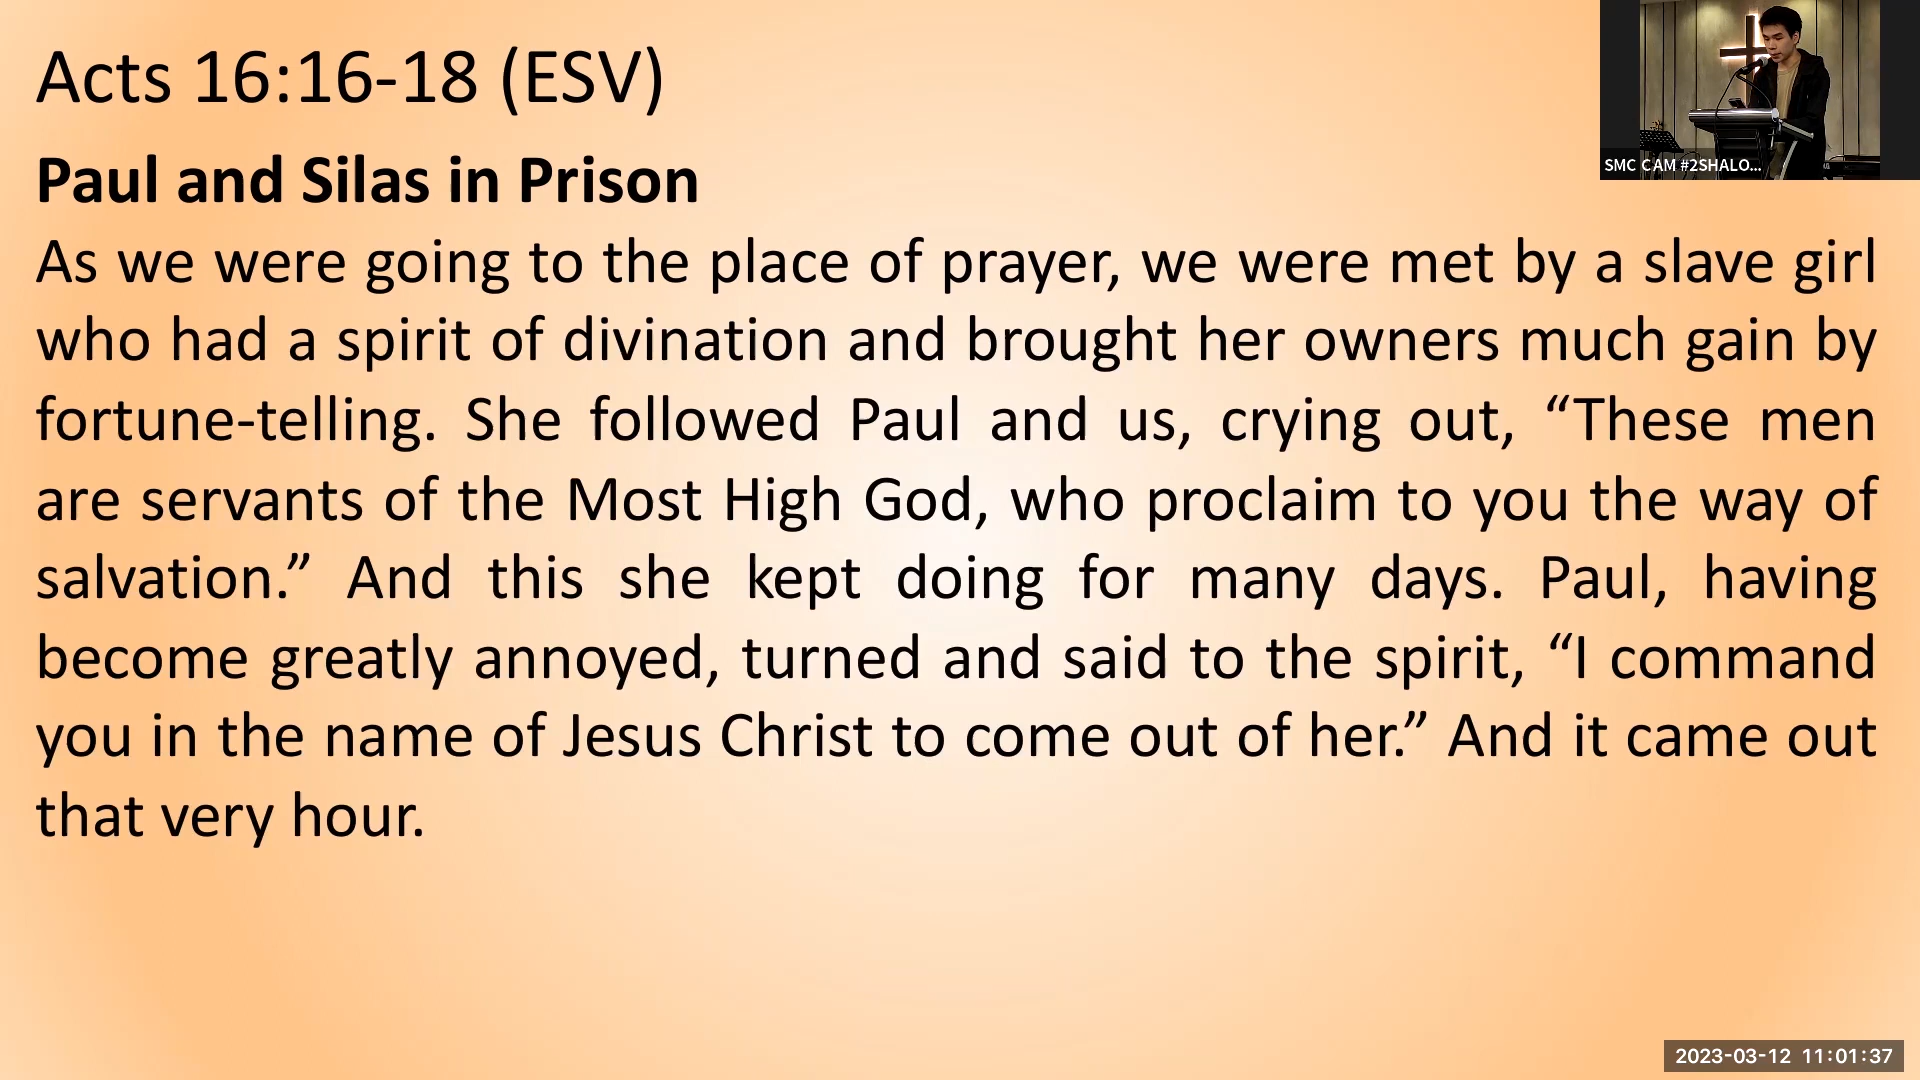 Acts 16:16-18 (ESV)
SMC CAM #2SHALO...
Paul and Silas in Prison
As we were going to the place of prayer, we were met by a slave girl
who had a spirit of divination and brought her owners much gain by
fortune-telling. She followed Paul and us, crying out, “These men
are servants of the Most High God, who proclaim to you the way of
salvation.” And this she kept doing for many days. Paul, having
become greatly annoyed, turned and said to the spirit, “I command
you in the name of Jesus Christ to come out of her.” And it came out
that very hour.
2023-03-12 11:01:37